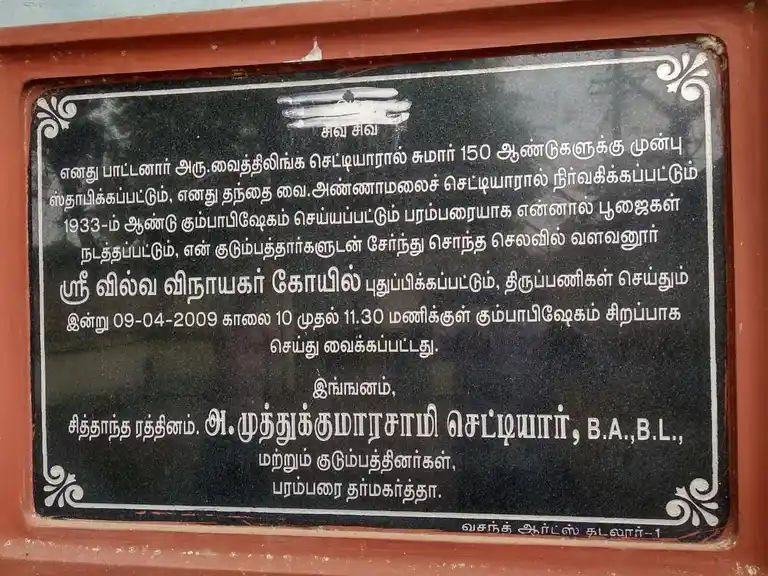 சிவ சிவ
எனது பாட்டனார் அரு.வைத்திலிங்க செட்டியாரால் சுமார் 150 ஆண்டுகளுக்கு முன்பு
ஸ்தாபிக்கப்பட்டும், எனது தந்தை வை.அண்ணாமலைச் செட்டியாரால் நிர்வகிக்கப்பட்டும்
1933-ம் ஆண்டு கும்பாபிஷேகம் செய்யப்பட்டும் பரம்பரையாக என்னால் பூஜைகள்
நடத்தப்பட்டும், என் குடும்பத்தார்களுடன் சேர்ந்து சொந்த செலவில் வளவனூர்
ஸ்ரீ வில்வ விநாயகர் கோயில் புதுப்பிக்கப்பட்டும், திருப்பணிகள் செய்தும்
இன்று 09-04-2009 காலை 10 முதல் 11.30 மணிக்குள் கும்பாபிஷேகம் சிறப்பாக
செய்து வைக்கப்பட்டது.
இங்ஙனம்,
சித்தாந்த ரத்தினம். அ.முத்துக்குமாரசாமி செட்டியார், B.A.,B.L.,
மற்றும் குடும்பத்தினர்கள்,
பரம்பரை தர்மகர்த்தா.
வசந்த் ஆர்ட்ஸ் கடலூர்-1